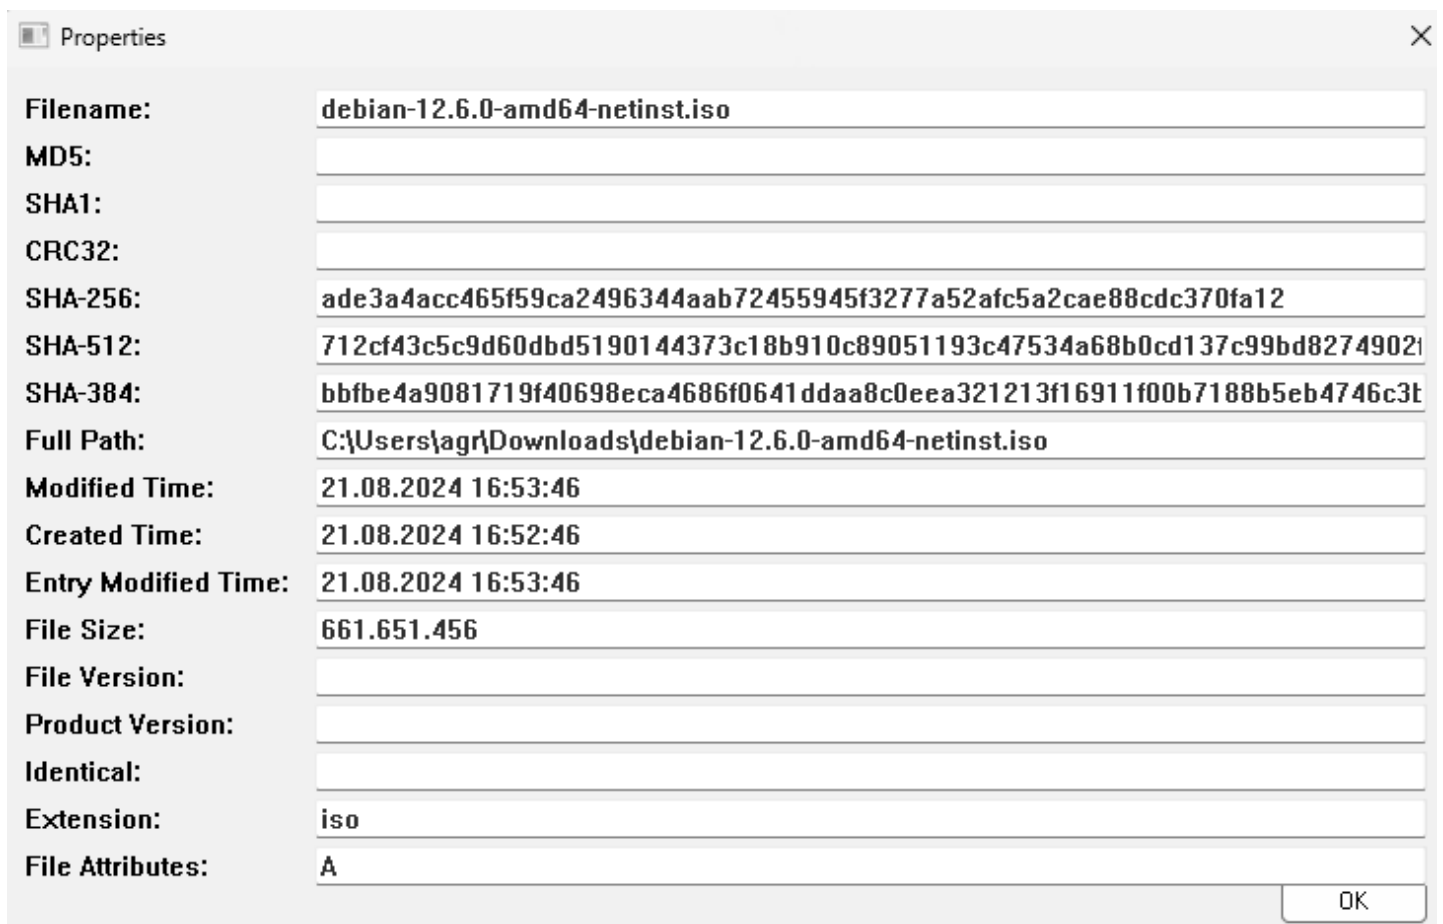 Properties
Filename: debian-12.6.0-amd64-netinst.iso
MD5:
SHA1:
CRC32:
SHA-256: ade3a4acc465f59ca2496344aab72455945f3277a52afc5a2cae88cdc370fa12
SHA-512: 712cf43c5c9d60dbd5190144373c18b910c89051193c47534a68b0cd137c99bd8274902f
SHA-384: bbfbe4a9081719f40698eca4686f0641ddaa8c0eea321213f16911f00b7188b5eb4746c3b
Full Path: C:\Users\agr\Downloads\debian-12.6.0-amd64-netinst.iso
Modified Time: 21.08.2024 16:53:46
Created Time: 21.08.2024 16:52:46
Entry Modified Time: 21.08.2024 16:53:46
File Size: 661.651.456
File Version:
Product Version:
Identical:
Extension: iso
File Attributes: A
OK